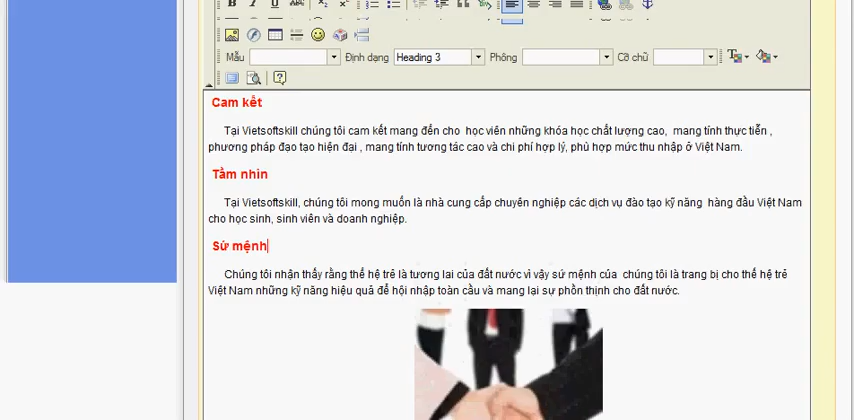 Mẫu Định dạng Heading 3 Phông Cỡ chữ
Cam kết
Tại Vietsoftskill chúng tôi cam kết mang đến cho học viên những khóa học chất lượng cao, mang tính thực tiễn ,
phương pháp đạo tạo hiện đại , mang tính tương tác cao và chi phí hợp lý, phù hợp mức thu nhập ở Việt Nam.
Tầm nhìn
Tại Vietsoftskill, chúng tôi mong muốn là nhà cung cấp chuyên nghiệp các dịch vụ đào tạo kỹ năng hàng đầu Việt Nam
cho học sinh, sinh viên và doanh nghiệp.
Sứ mệnh
Chúng tôi nhận thấy rằng thế hệ trẻ là tương lai của đất nước vì vậy sứ mệnh của chúng tôi là trang bị cho thế hệ trẻ
Việt Nam những kỹ năng hiệu quả để hội nhập toàn cầu và mang lại sự phồn thịnh cho đất nước.